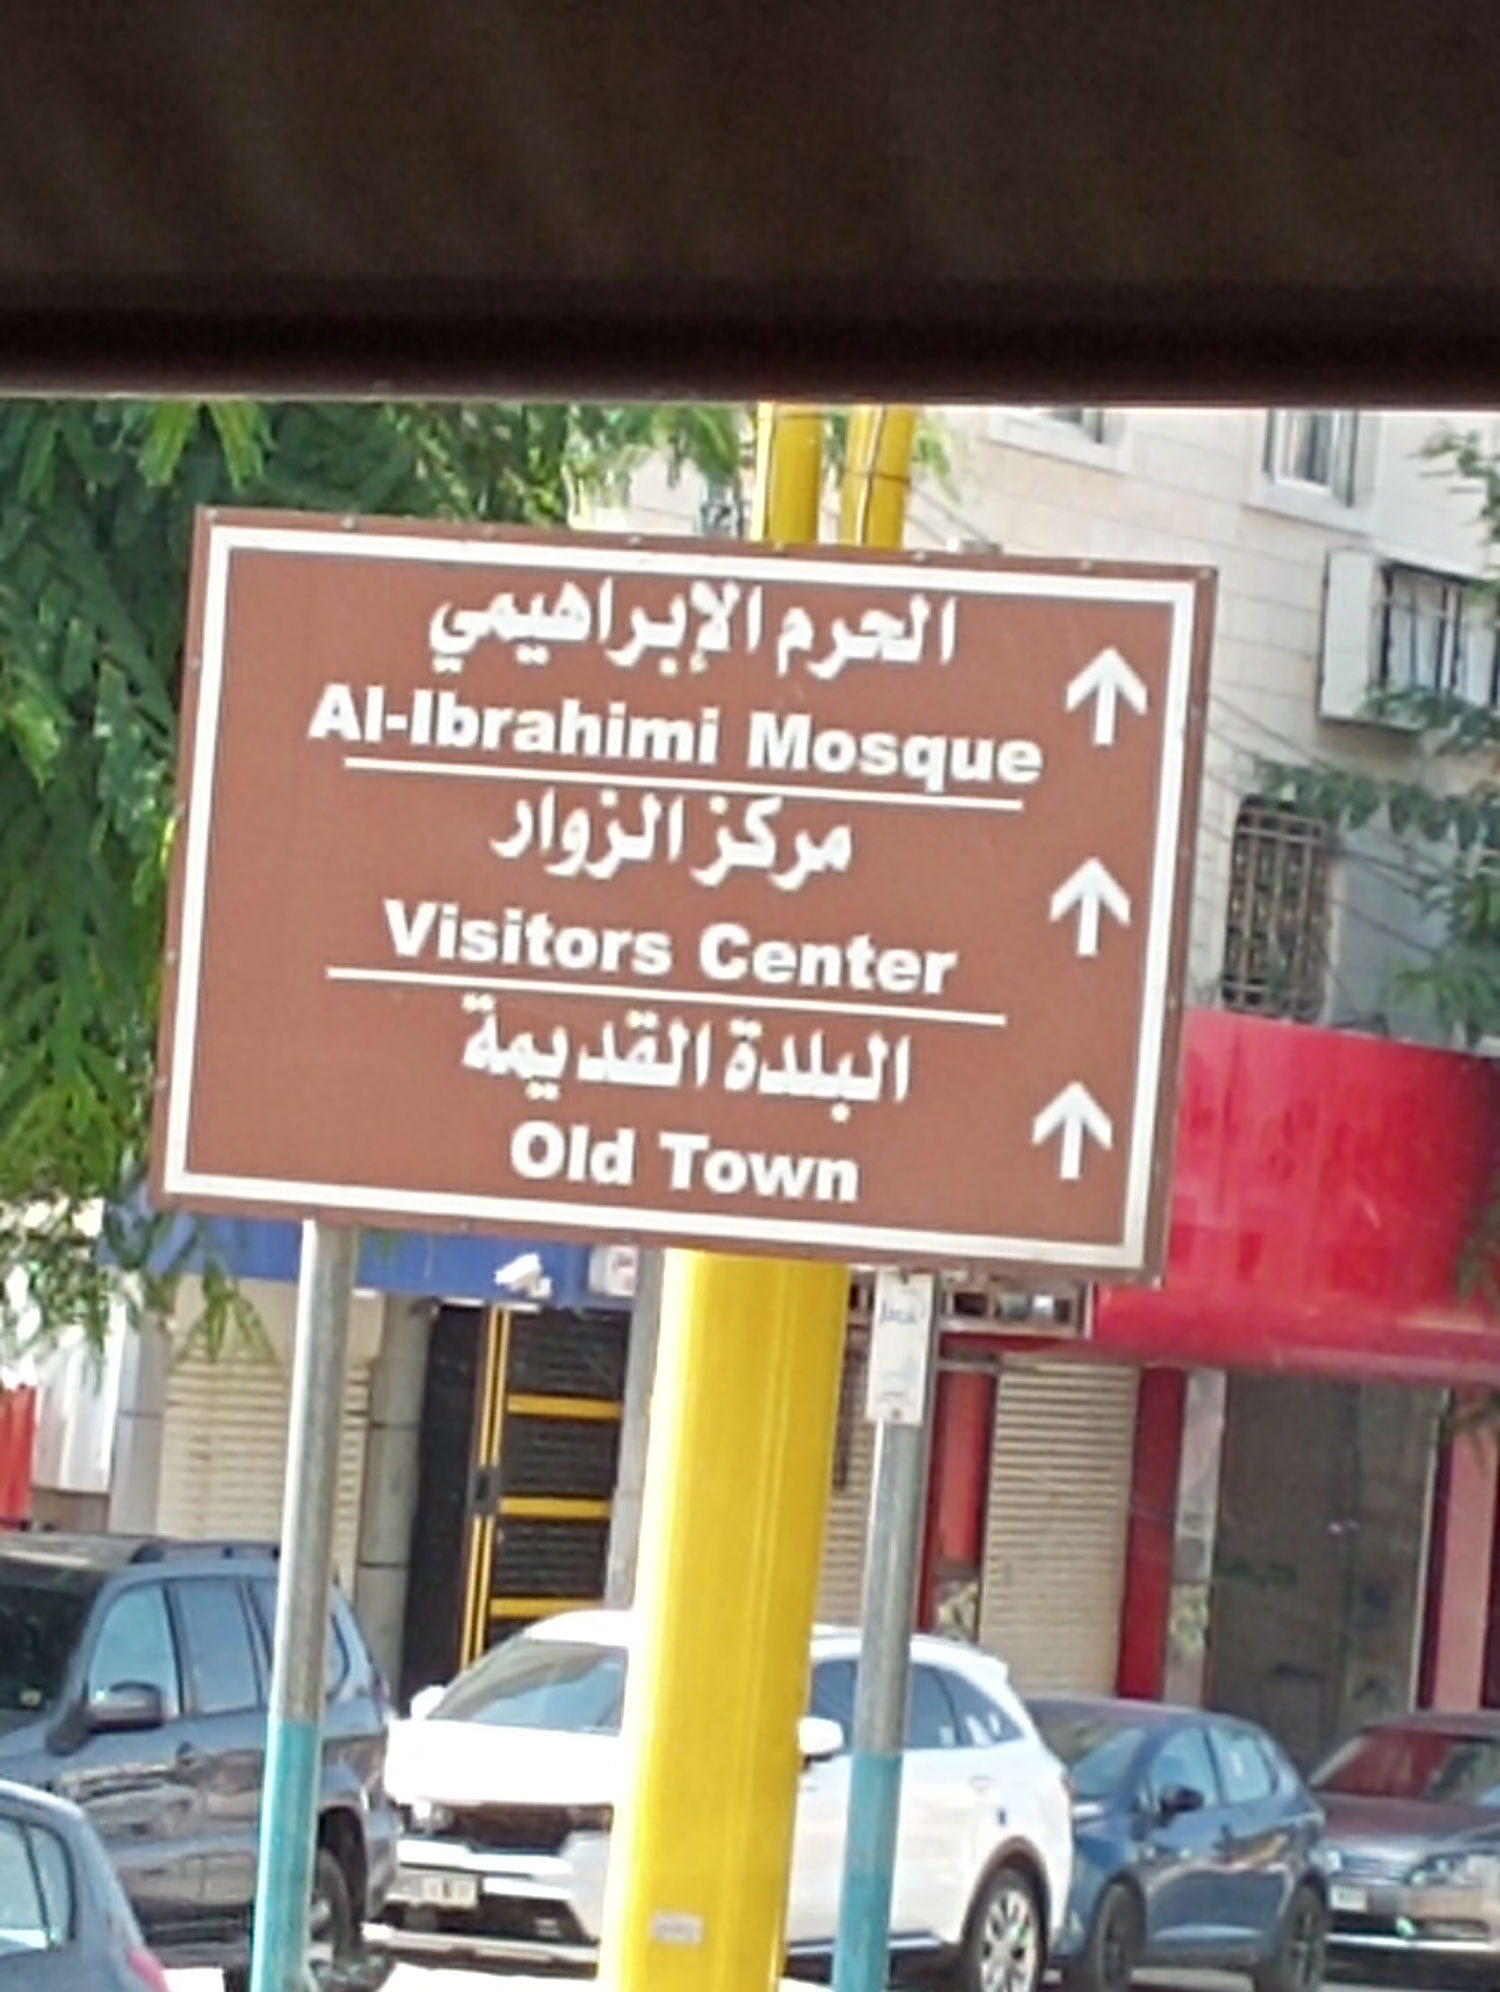 الحرم الإبراهيمي
Al-Ibrahimi Mosque
مركز الزوار
Visitors Center
البلدة القديمة
Old Town